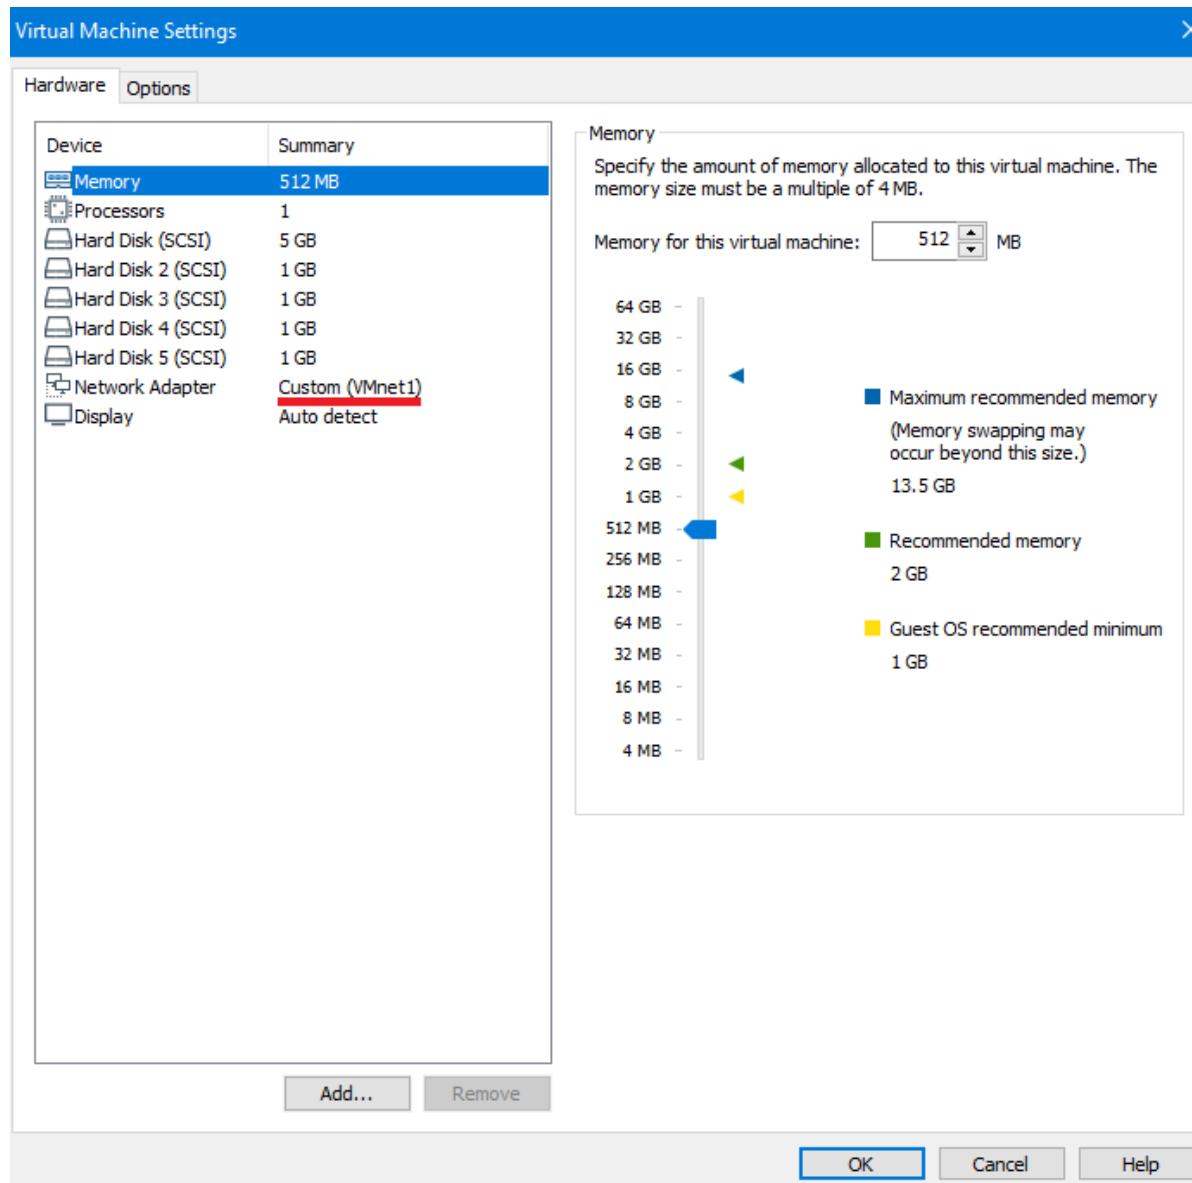 Virtual Machine Settings
Hardware
Options
Device Summary
Memory 512 MB
Processors 1
Hard Disk (SCSI) 5 GB
Hard Disk 2 (SCSI) 1 GB
Hard Disk 3 (SCSI) 1 GB
Hard Disk 4 (SCSI) 1 GB
Hard Disk 5 (SCSI) 1 GB
Network Adapter Custom (VMnet1)
Display Auto detect
Add...
Remove
Memory
Specify the amount of memory allocated to this virtual machine. The
memory size must be a multiple of 4 MB.
Memory for this virtual machine: 512 MB
64 GB
32 GB
16 GB
8 GB
4 GB
2 GB
1 GB
512 MB
256 MB
128 MB
64 MB
32 MB
16 MB
8 MB
4 MB
Maximum recommended memory
(Memory swapping may
occur beyond this size.)
13.5 GB
Recommended memory
2 GB
Guest OS recommended minimum
1 GB
OK
Cancel
Help